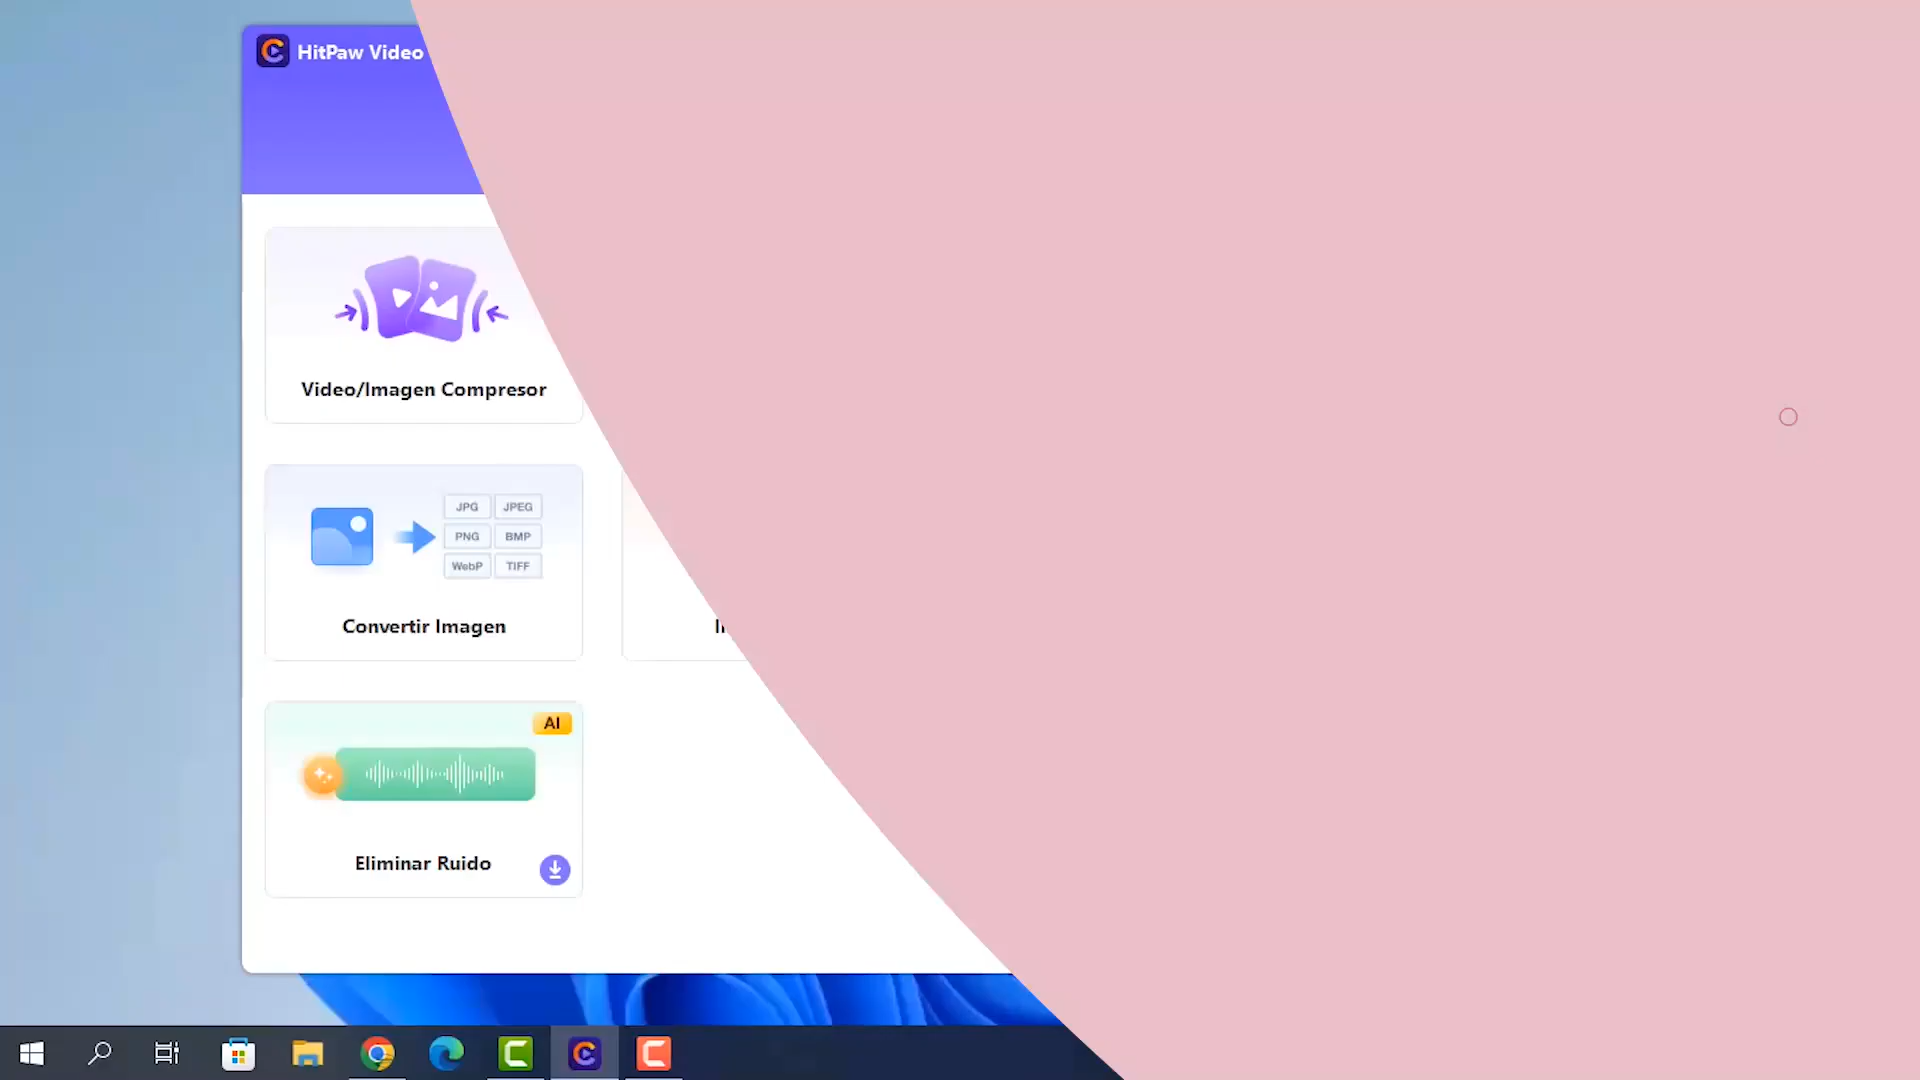 HitPaw Video
Video/Imagen Compresor
JPG JPEG
PNG BMP
WebP TIFF
Convertir Imagen
AI
Eliminar Ruido